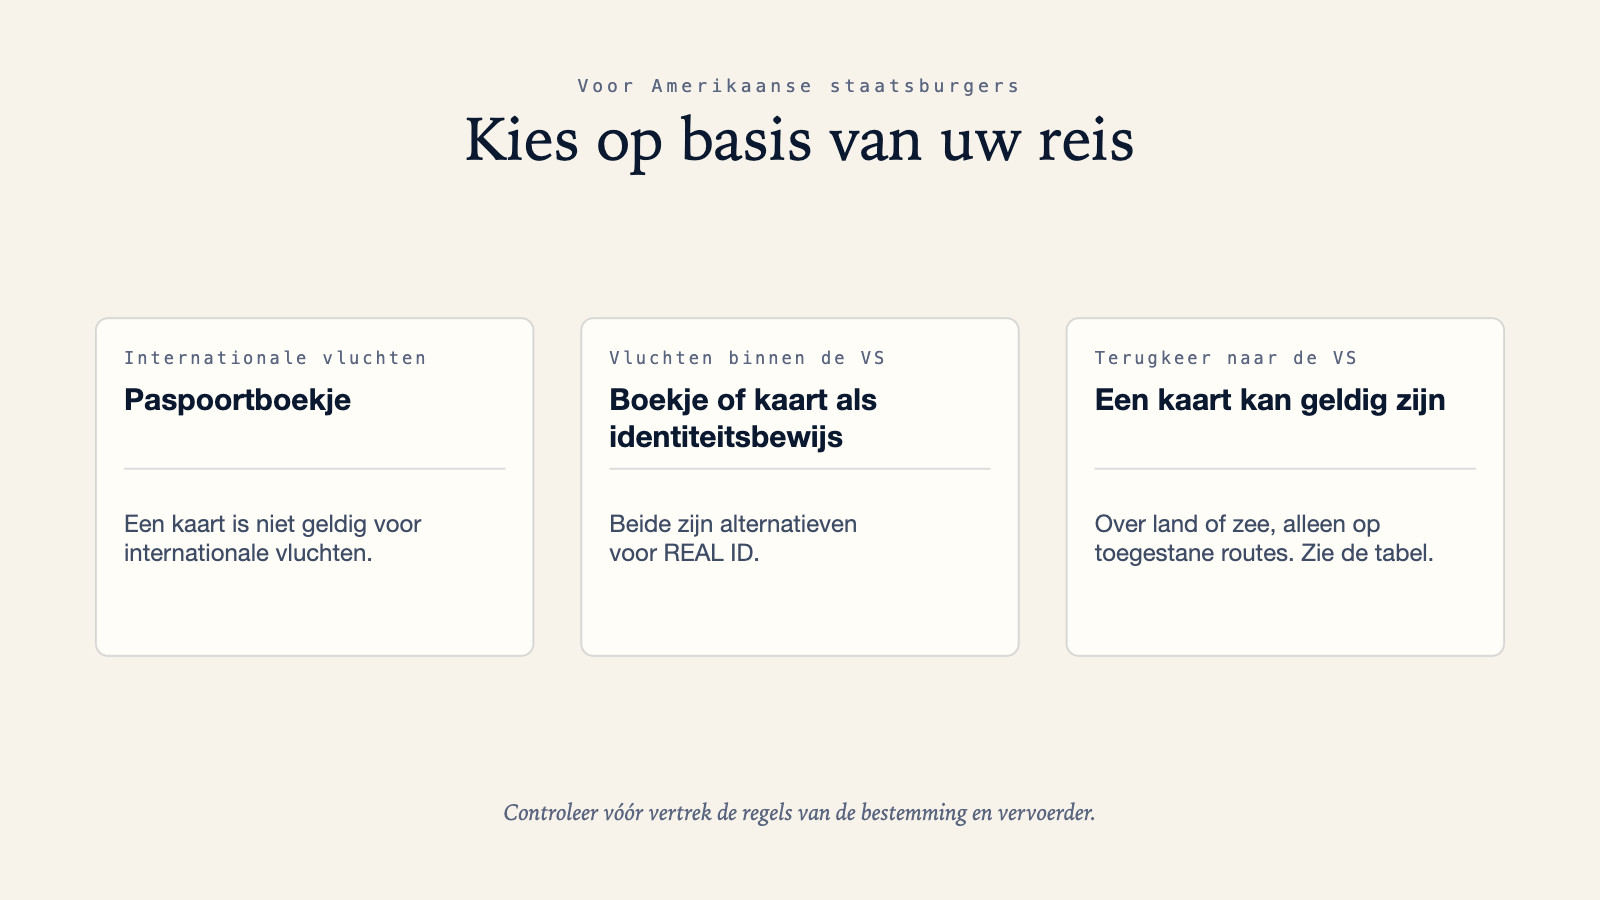 Voor Amerikaanse staatsburgers
Kies op basis van uw reis
Internationale vluchten
Paspoortboekje
Een kaart is niet geldig voor
internationale vluchten.
Vluchten binnen de VS
Boekje of kaart als
identiteitsbewijs
Beide zijn alternatieven
voor REAL ID.
Terugkeer naar de VS
Een kaart kan geldig zijn
Over land of zee, alleen op
toegestane routes. Zie de tabel.
Controleer vóór vertrek de regels van de bestemming en vervoerder.